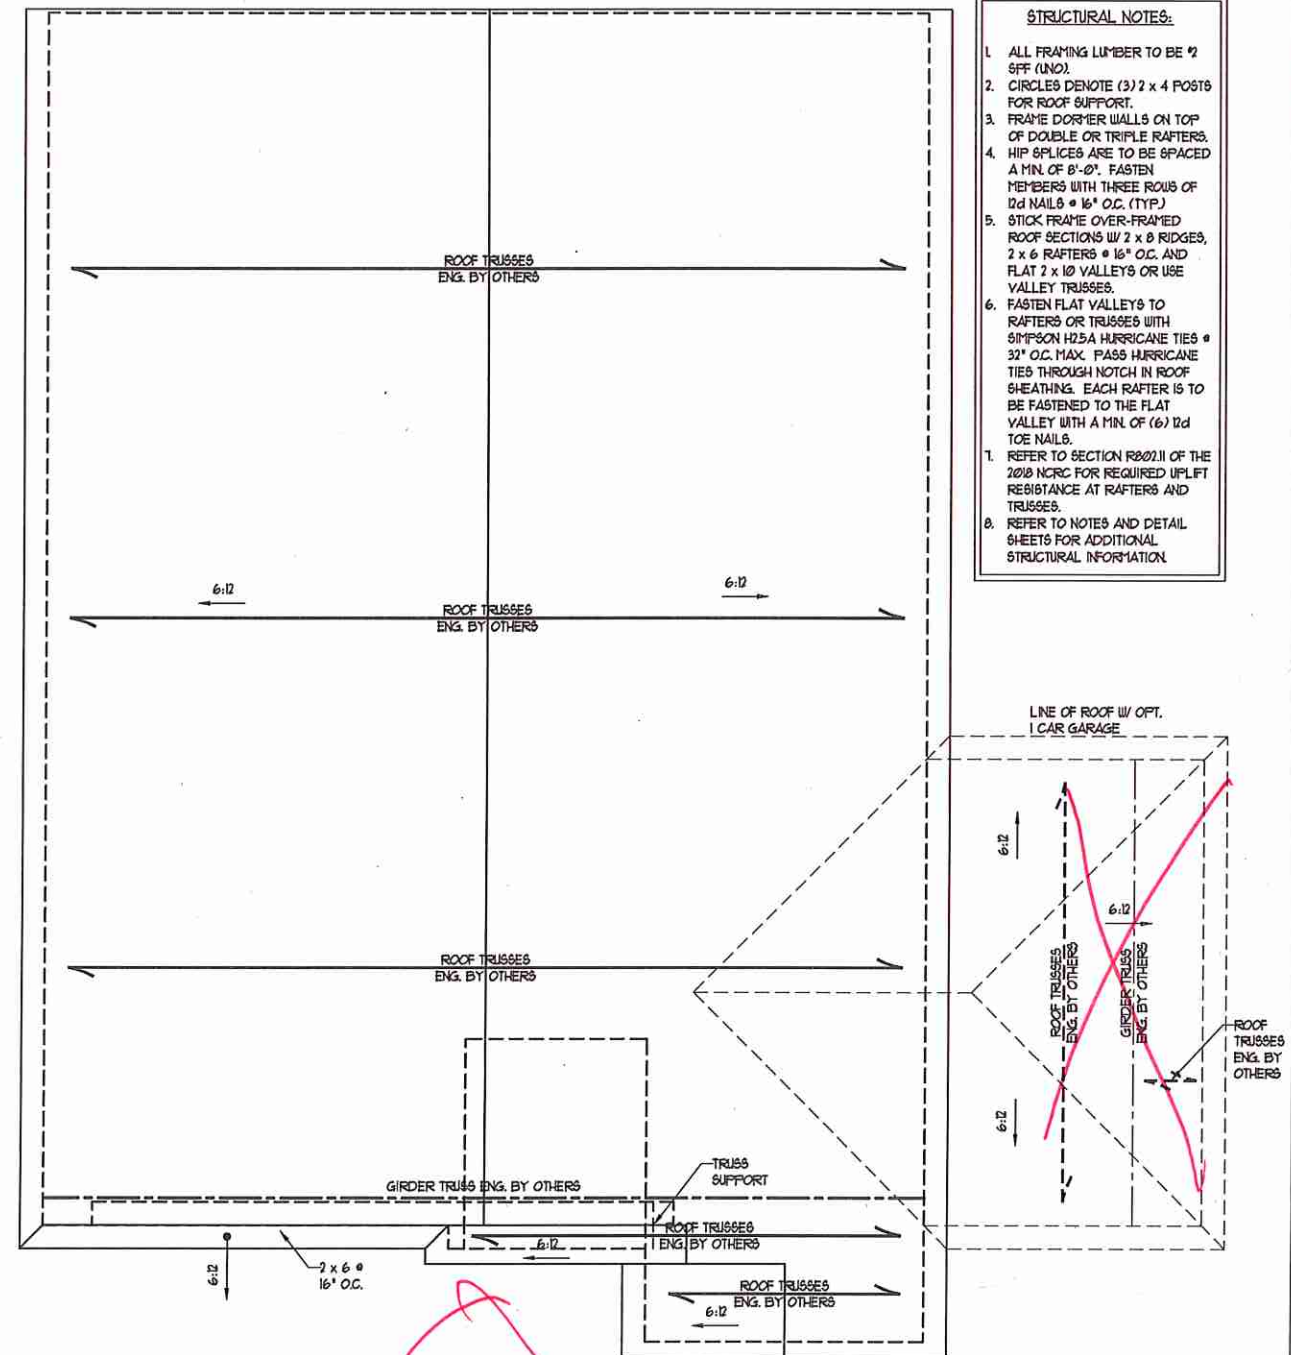 STRUCTURAL NOTES:
1. ALL FRAMING LUMBER TO BE #2
SPF (UNO).
2. CIRCLES DENOTE (3) 2 x 4 POSTS
FOR ROOF SUPPORT.
3. FRAME DORMER WALLS ON TOP
OF DOUBLE OR TRIPLE RAFTERS.
4. HIP SPLICES ARE TO BE SPACED
A MIN. OF 8'-0". FASTEN
MEMBERS WITH THREE ROWS OF
12d NAILS @ 16" O.C. (TYP.)
5. STICK FRAME OVER-FRAMED
ROOF SECTIONS W/ 2 x 8 RIDGES,
2 x 6 RAFTERS @ 16" O.C. AND
FLAT 2 x 10 VALLEYS OR USE
VALLEY TRUSSES.
6. FASTEN FLAT VALLEYS TO
RAFTERS OR TRUSSES WITH
SIMPSON H2.5A HURRICANE TIES @
32" O.C. MAX. PASS HURRICANE
TIES THROUGH NOTCH IN ROOF
SHEATHING. EACH RAFTER IS TO
BE FASTENED TO THE FLAT
VALLEY WITH A MIN. OF (6) 12d
TOE NAILS.
7. REFER TO SECTION R802.11 OF THE
2018 NCRC FOR REQUIRED UPLIFT
RESISTANCE AT RAFTERS AND
TRUSSES.
8. REFER TO NOTES AND DETAIL
SHEETS FOR ADDITIONAL
STRUCTURAL INFORMATION.
ROOF TRUSSES
ENG. BY OTHERS
6:12
6:12
ROOF TRUSSES
ENG. BY OTHERS
LINE OF ROOF W/ OPT.
1 CAR GARAGE
6:12
6:12
ROOF TRUSSES
ENG. BY OTHERS
GIRDER TRUSS
ENG. BY OTHERS
ROOF TRUSSES
ENG. BY OTHERS
ROOF
TRUSSES
ENG. BY
OTHERS
6:12
TRUSS
SUPPORT
GIRDER TRUSS ENG. BY OTHERS
ROOF TRUSSES
ENG. BY OTHERS
6:12
6:12
2 x 6 @
16" O.C.
ROOF TRUSSES
ENG. BY OTHERS
6:12